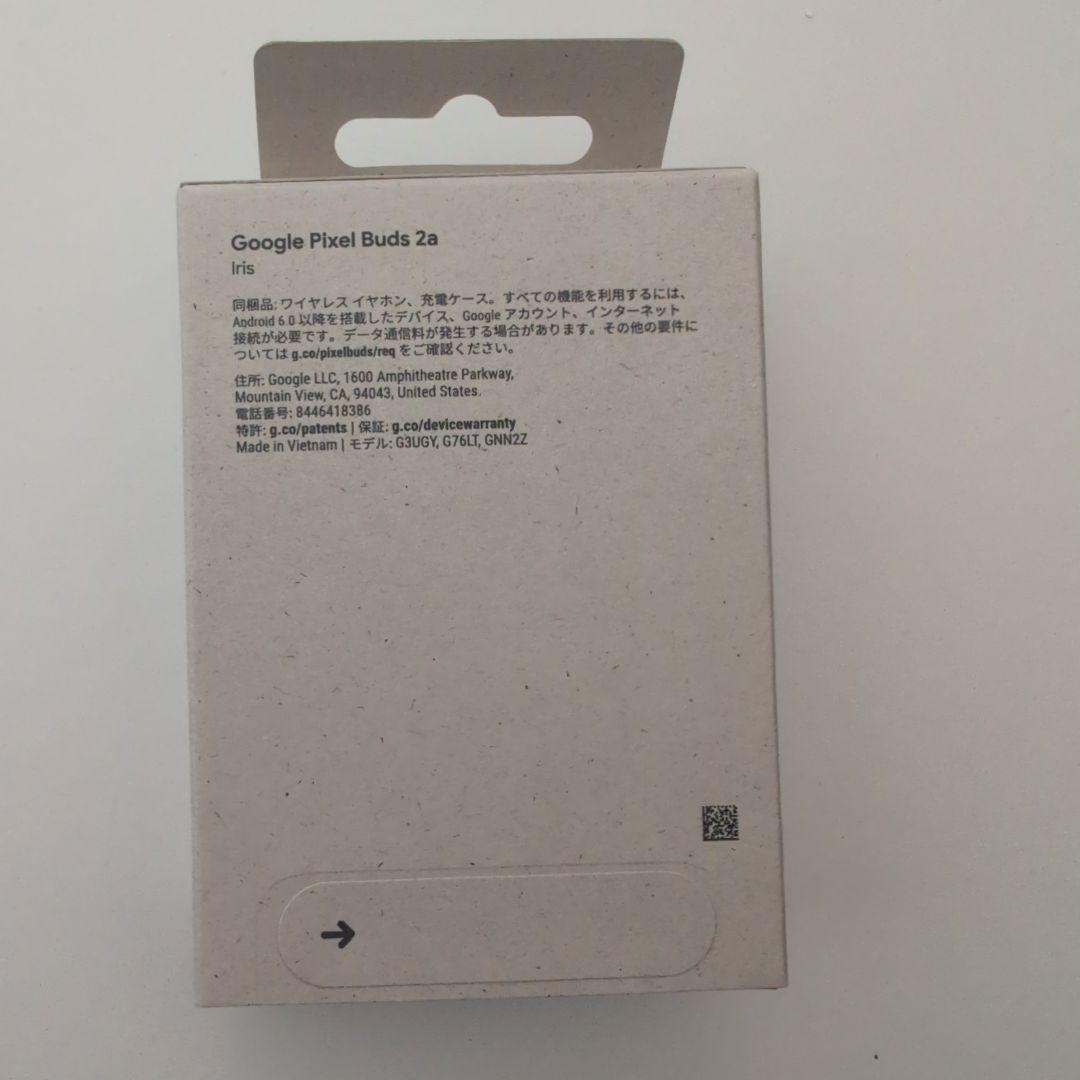 Google Pixel Buds 2a
Iris
同梱品: ワイヤレス イヤホン、充電ケース。すべての機能を利用するには、
Android 6.0 以降を搭載したデバイス、Google アカウント、インターネット
接続が必要です。データ通信料が発生する場合があります。その他の要件に
ついては g.co/pixelbuds/req をご確認ください。
住所: Google LLC, 1600 Amphitheatre Parkway,
Mountain View, CA, 94043, United States.
電話番号: 8446418386
特許: g.co/patents | 保証: g.co/devicewarranty
Made in Vietnam | モデル: G3UGY, G76LT, GNN2Z